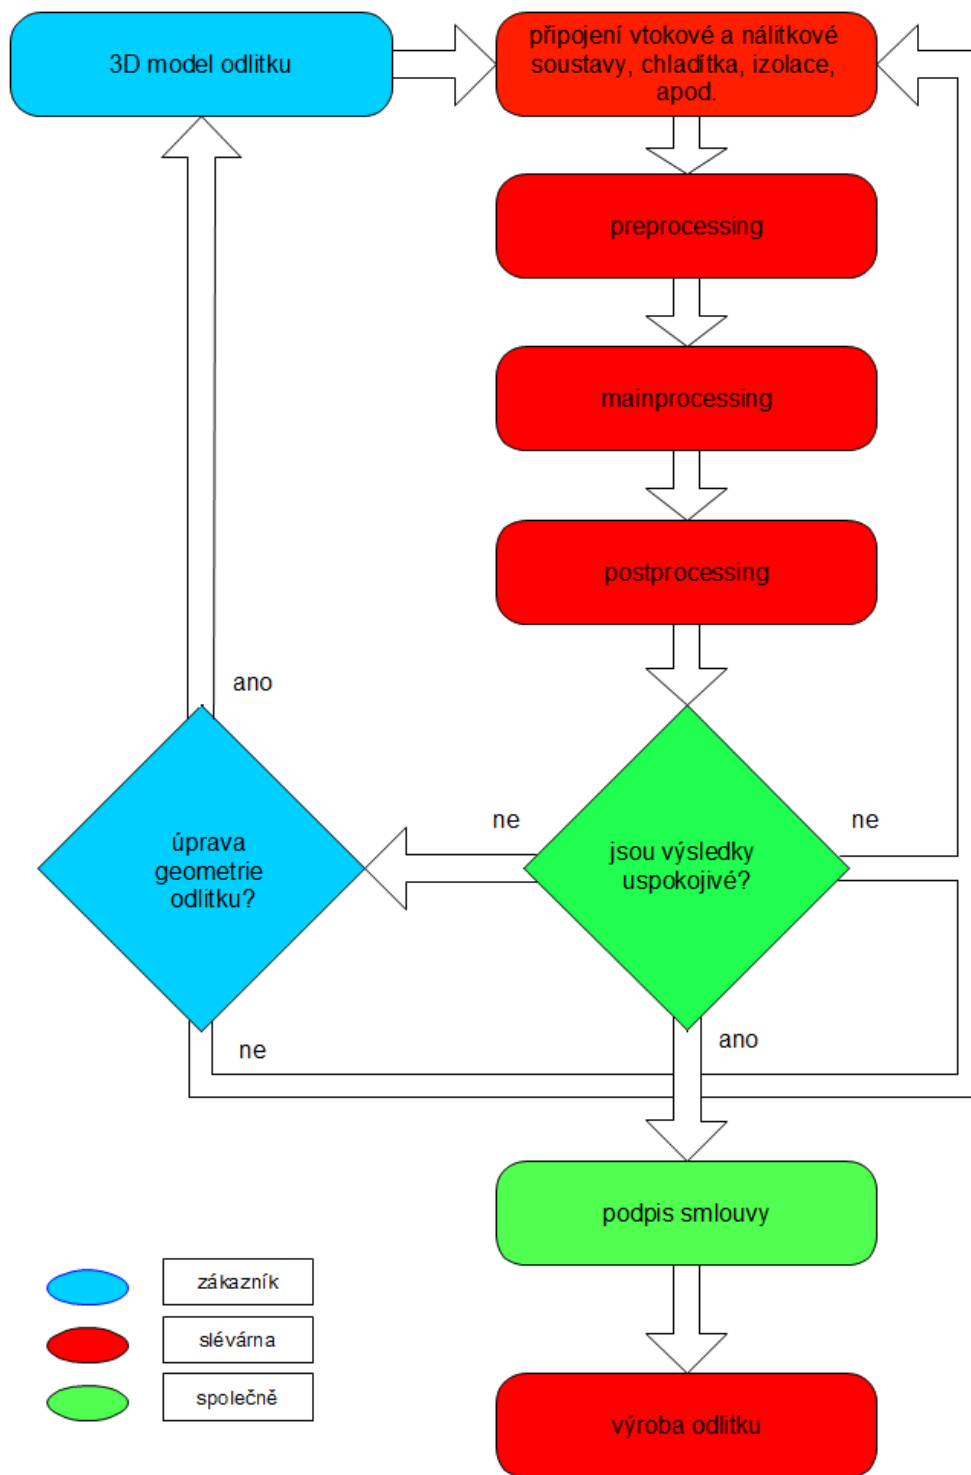 3D model odlitku
připojení vtokové a nálitkové
soustavy, chladítka, izolace,
apod.
preprocessing
mainprocessing
postprocessing
ano
ne
ne
úprava
geometrie
odlitku?
jsou výsledky
uspokojivé?
ne
ano
podpis smlouvy
zákazník
slévárna
společně
výroba odlitku